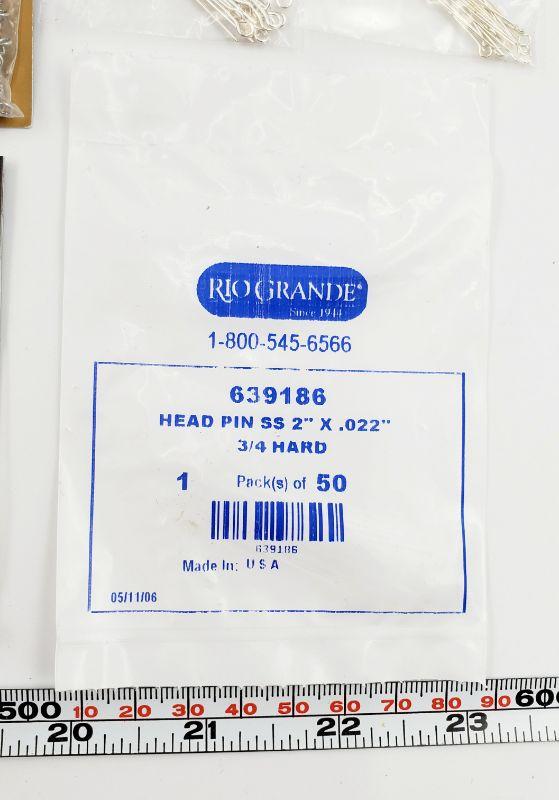 RIO GRANDE®
Since 1944
1-800-545-6566
639186
HEAD PIN SS 2" X .022"
3/4 HARD
1 Pack(s) of 50
639186
Made In: U S A
05/11/06
500 10 20 30 40 50 60 70 80 90 600
20 21 22 23